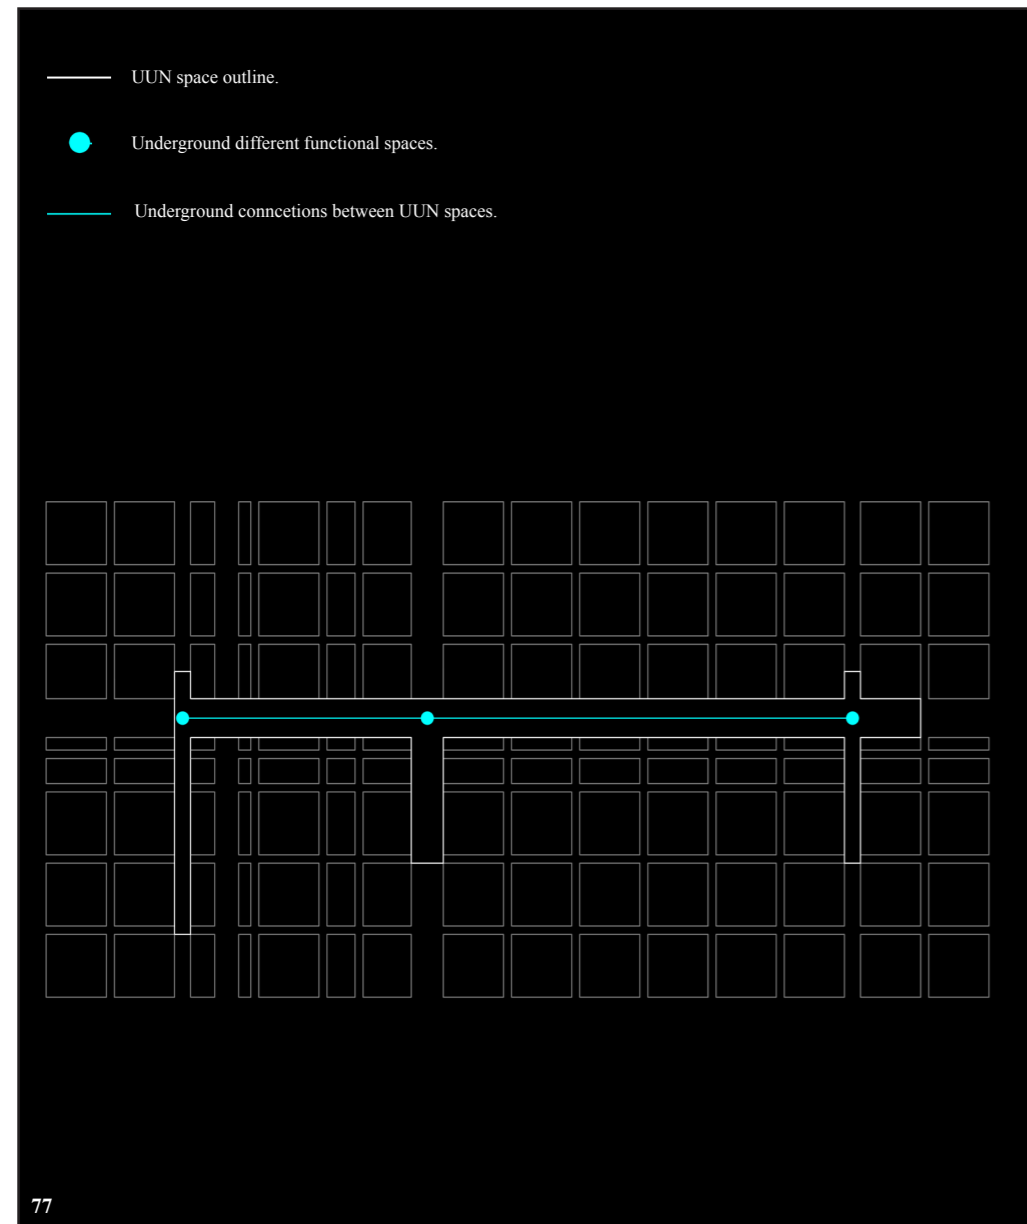 UUN space outline.
Underground different functional spaces.
Underground conncetions between UUN spaces.
77